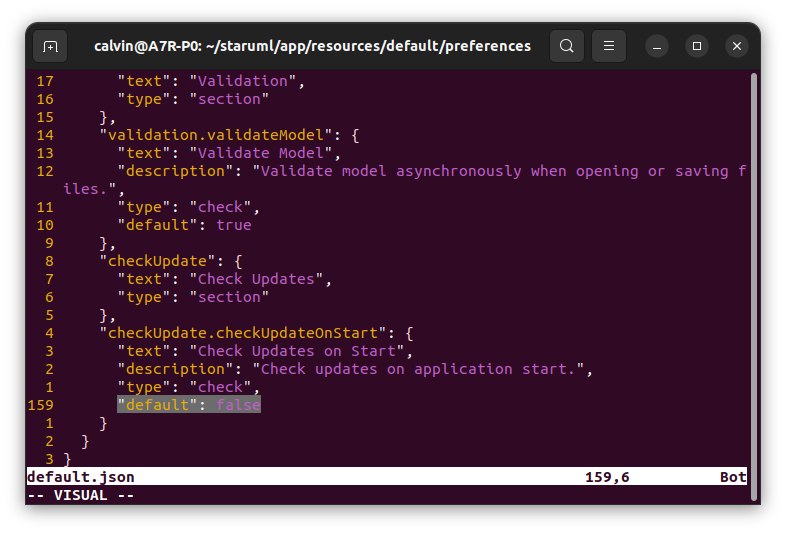 calvin@A7R-P0: ~/staruml/app/resources/default/preferences
17       "text": "Validation",
16       "type": "section"
15     },
14     "validation.validateModel": {
13       "text": "Validate Model",
12       "description": "Validate model asynchronously when opening or saving f
iles.",
11       "type": "check",
10       "default": true
9     },
8     "checkUpdate": {
7       "text": "Check Updates",
6       "type": "section"
5     },
4     "checkUpdate.checkUpdateOnStart": {
3       "text": "Check Updates on Start",
2       "description": "Check updates on application start.",
1       "type": "check",
159       "default": false
1     }
2   }
3 }
default.json 159,6 Bot
-- VISUAL --